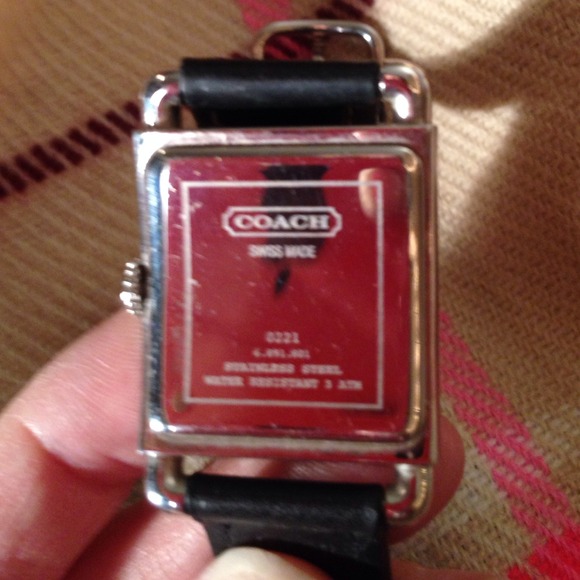 COACH
SWISS MADE
0221
STAINLESS STEEL
WATER RESISTANT 3 ATM